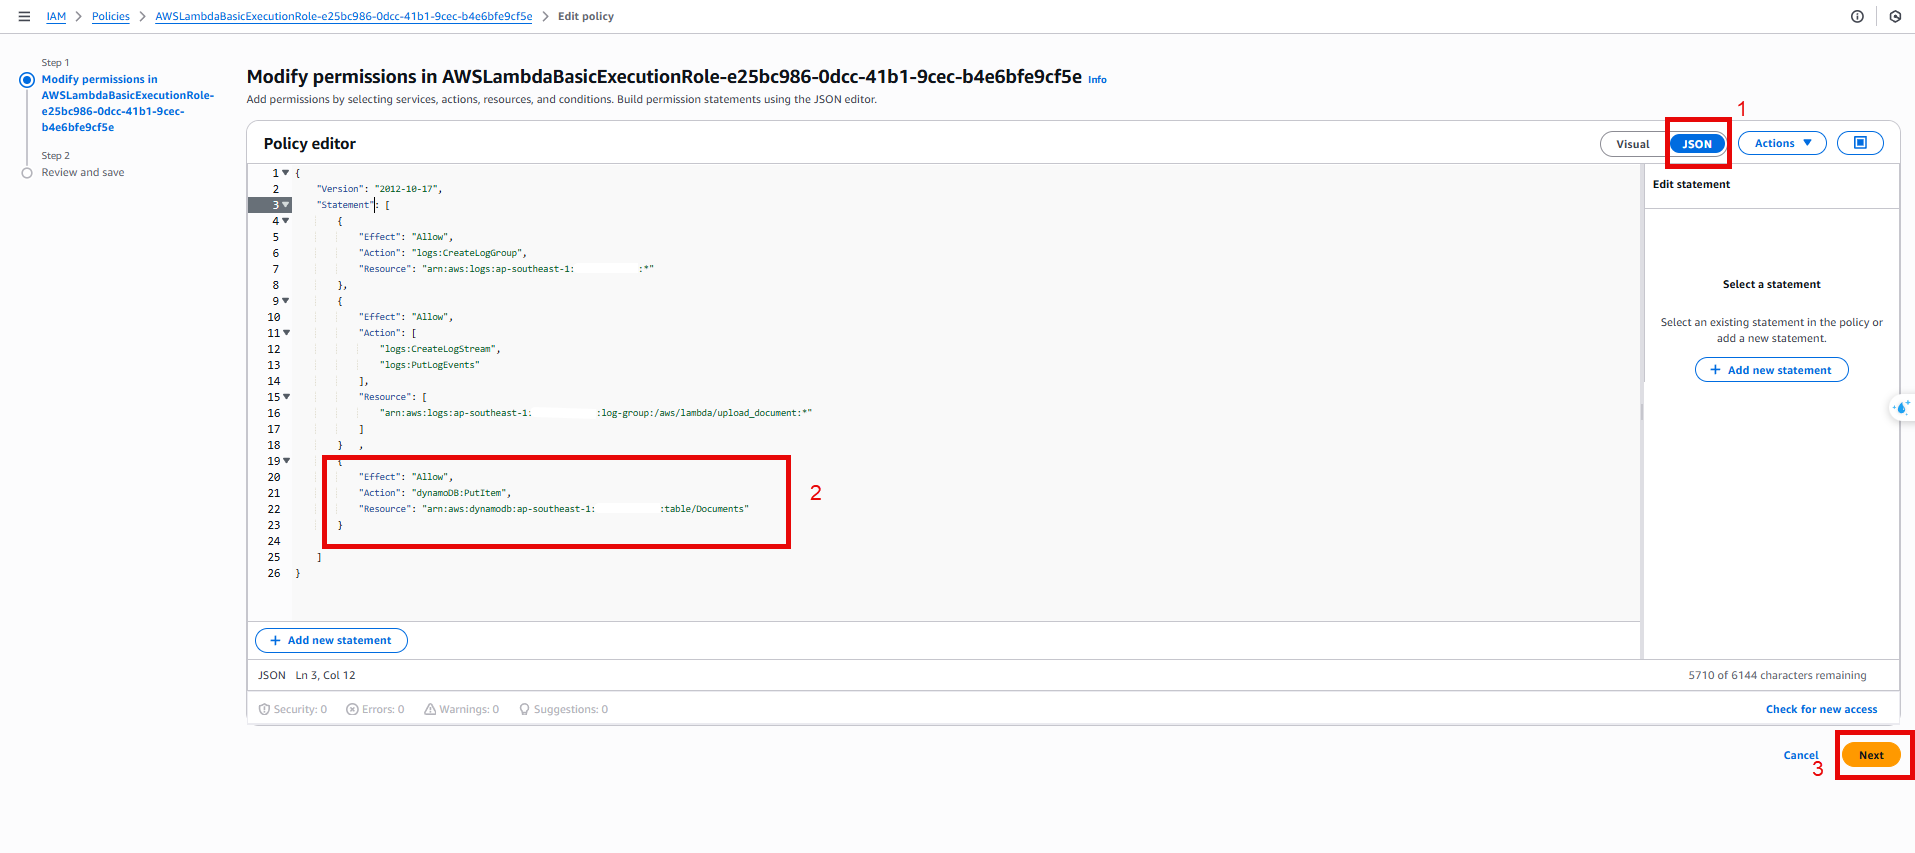 IAM > Policies > AWSLambdaBasicExecutionRole-e25bc986-0dcc-41b1-9cec-b4e6bfe9cf5e > Edit policy
Step 1
Modify permissions in
AWSLambdaBasicExecutionRole-
e25bc986-0dcc-41b1-9cec-
b4e6bfe9cf5e
Step 2
Review and save
Modify permissions in AWSLambdaBasicExecutionRole-e25bc986-0dcc-41b1-9cec-b4e6bfe9cf5e Info
Add permissions by selecting services, actions, resources, and conditions. Build permission statements using the JSON editor.
1
Policy editor
Visual JSON Actions
1 {
2 "Version": "2012-10-17",
3 "Statement": [
4 {
5 "Effect": "Allow",
6 "Action": "logs:CreateLogGroup",
7 "Resource": "arn:aws:logs:ap-southeast-1: :*"
8 },
9 {
10 "Effect": "Allow",
11 "Action": [
12 "logs:CreateLogStream",
13 "logs:PutLogEvents"
14 ],
15 "Resource": [
16 "arn:aws:logs:ap-southeast-1: :log-group:/aws/lambda/upload_document:*"
17 ]
18 } ,
19 {
20 "Effect": "Allow",
21 "Action": "dynamoDB:PutItem",
22 "Resource": "arn:aws:dynamodb:ap-southeast-1: :table/Documents"
23 }
24
25 ]
26 }
2
Edit statement
Select a statement
Select an existing statement in the policy or
add a new statement.
+ Add new statement
+ Add new statement
JSON Ln 3, Col 12
5710 of 6144 characters remaining
Security: 0 Errors: 0 Warnings: 0 Suggestions: 0
Check for new access
Cancel Next
3